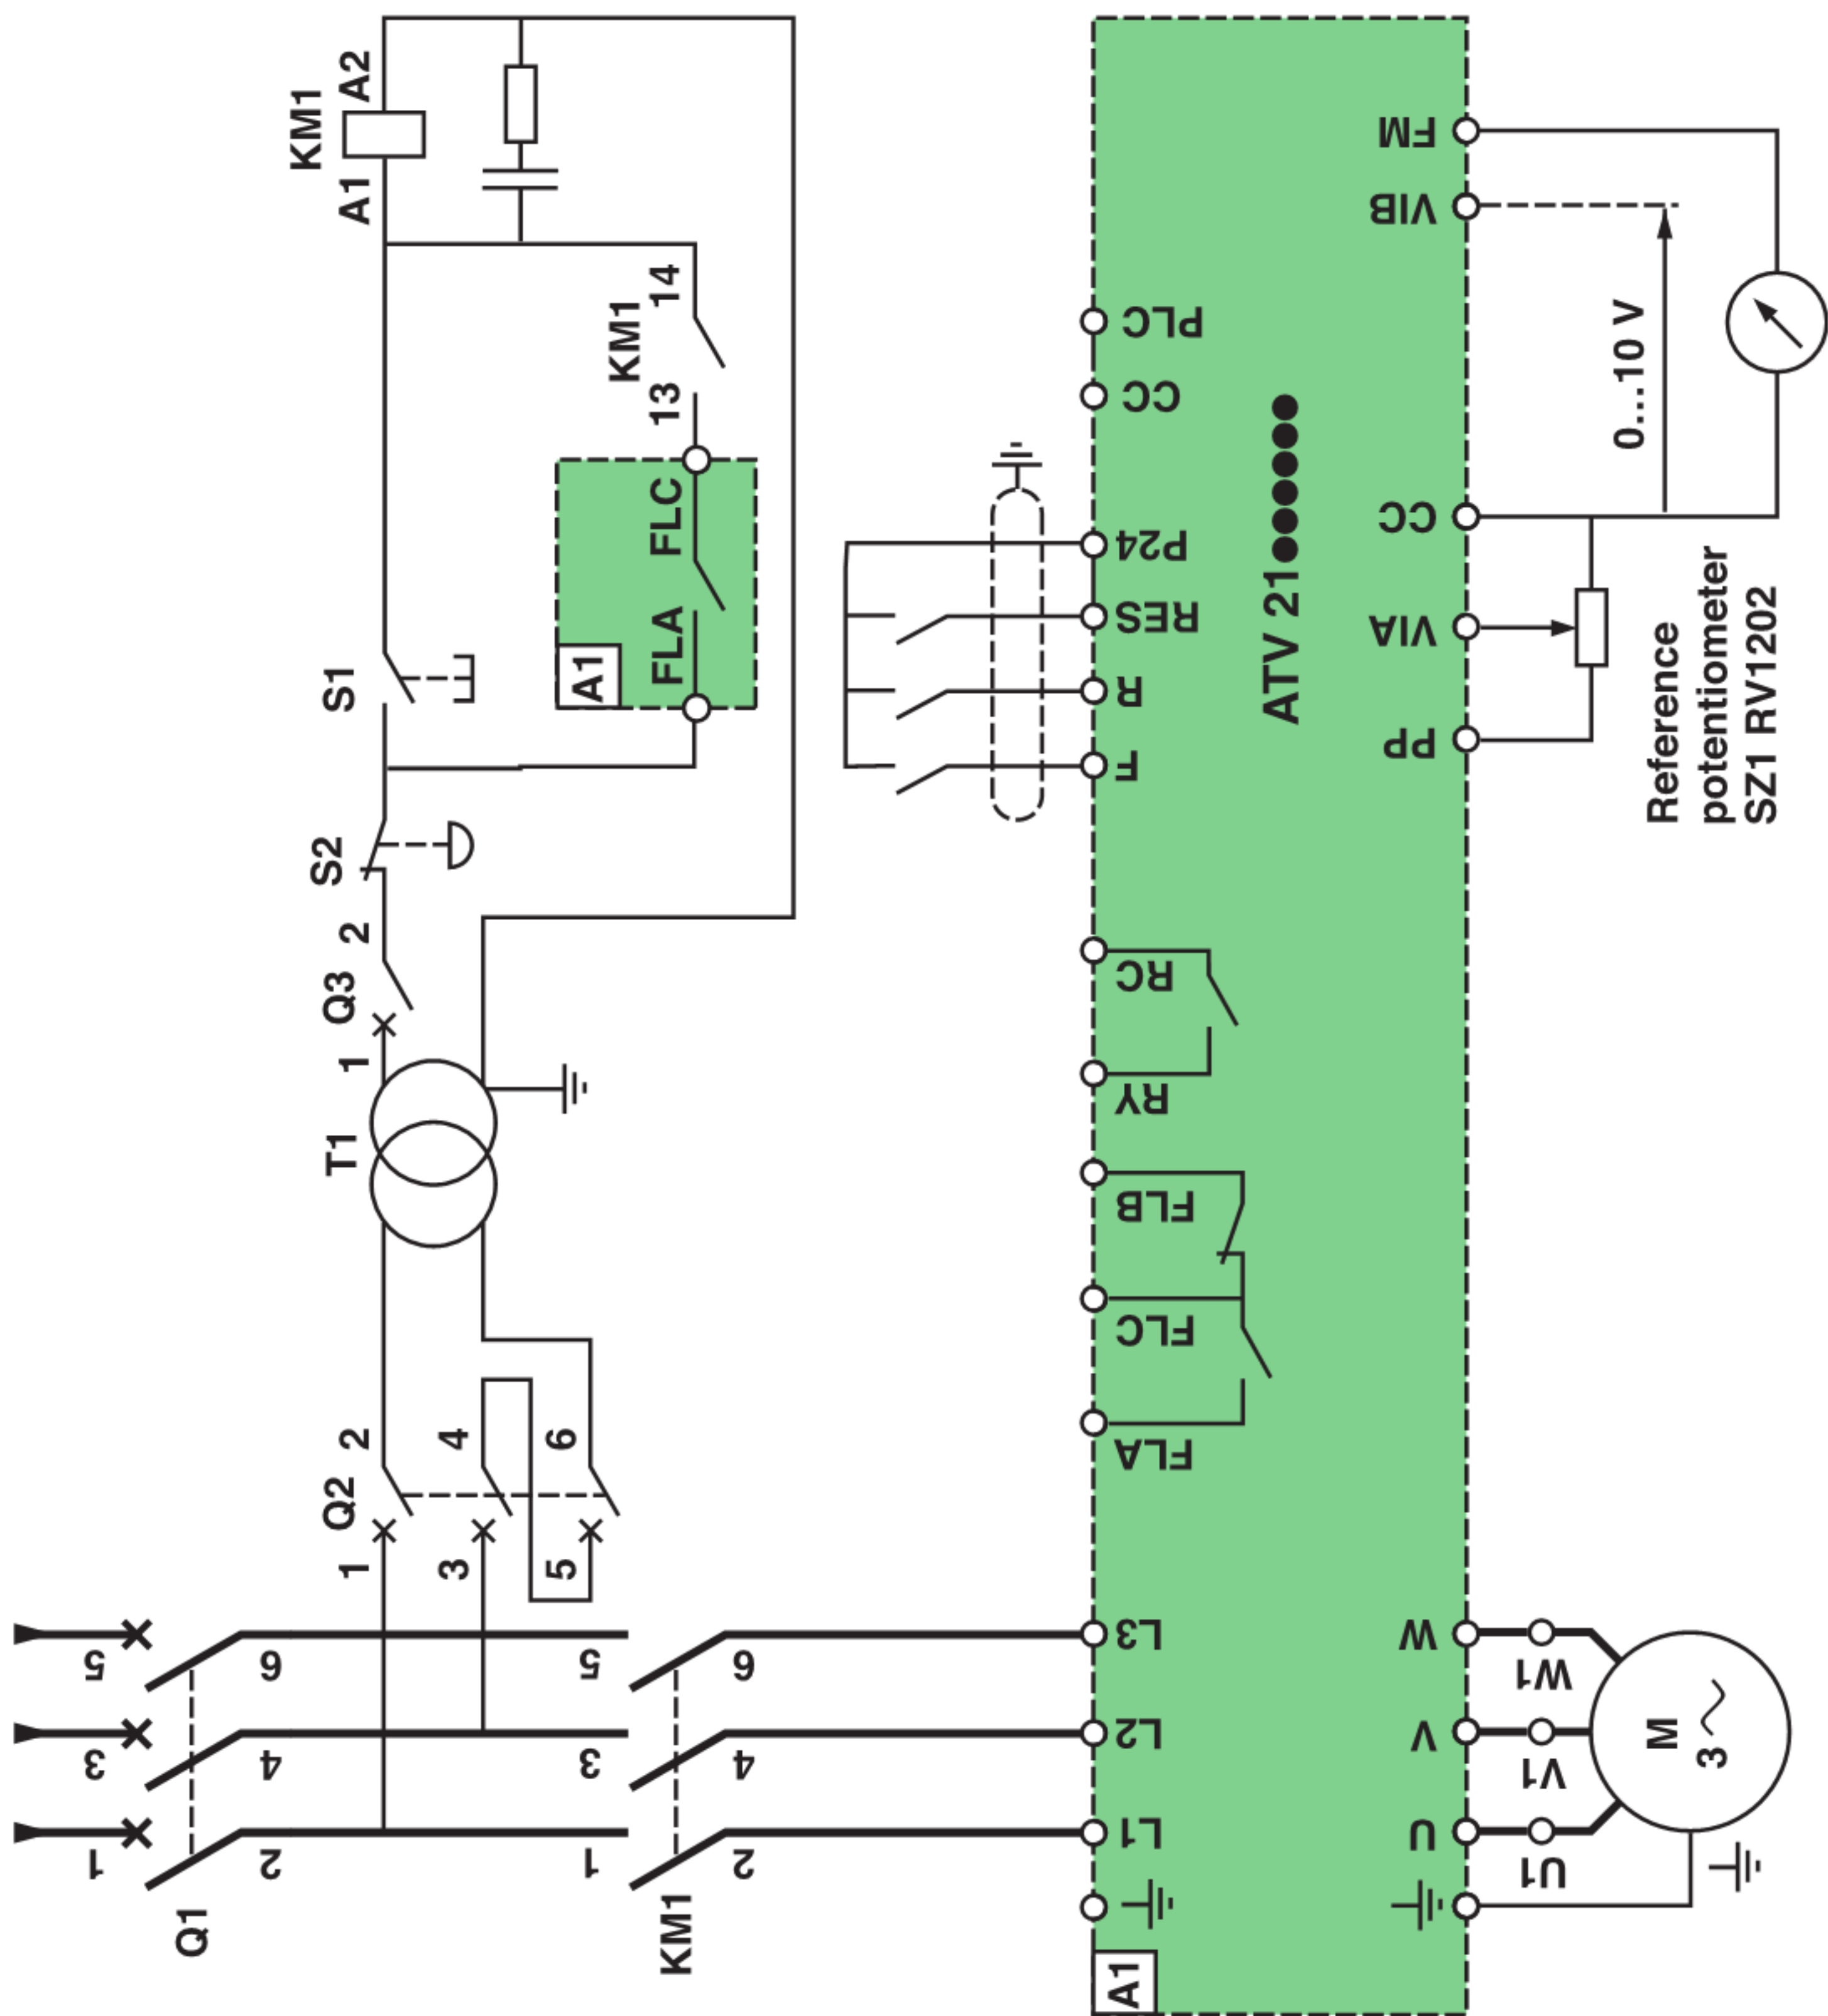 KM1
A1
A2
S1
S2
Q3
1
2
T1
Q2
1
2
3
4
5
6
KM1
13
14
A1
FLA
FLC
Q1
1
2
3
4
5
6
KM1
1
2
3
4
5
6
A1
L1
L2
L3
FLA
FLC
FLB
RY
RC
F
R
RES
P24
CC
PLC
ATV 21●●●●●●
U
V
W
PP
VIA
CC
VIB
FM
U1
V1
W1
M
3
Reference
potentiometer
SZ1 RV1202
0...10 V